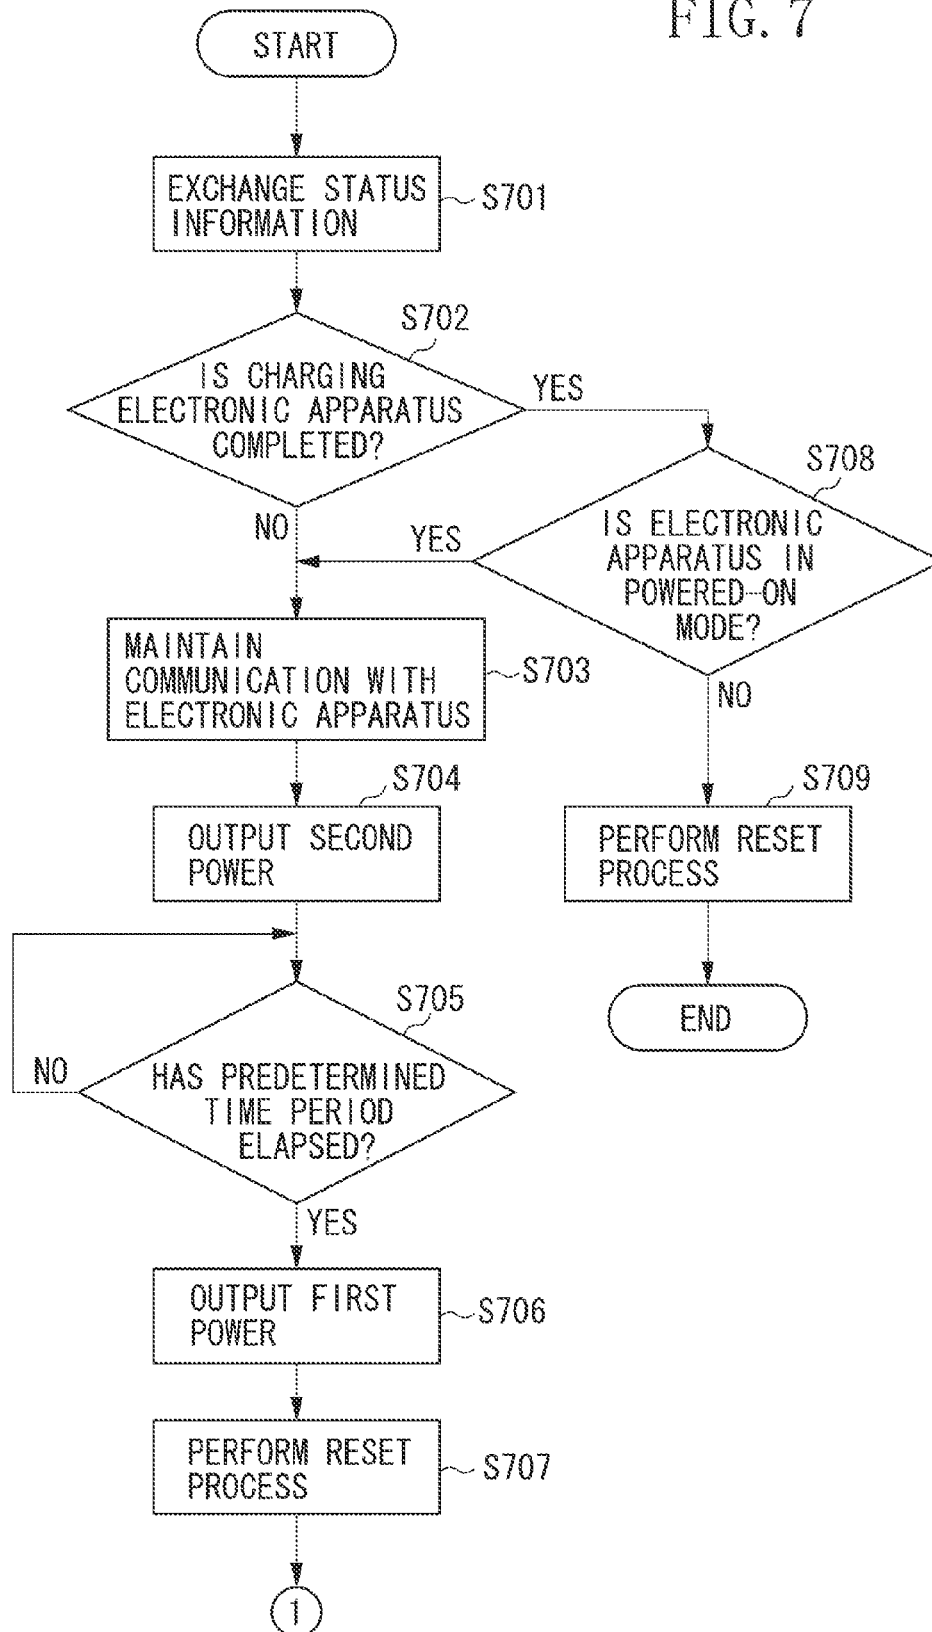 FIG. 7
START
EXCHANGE STATUS
INFORMATION
S701
S702
IS CHARGING
ELECTRONIC APPARATUS
COMPLETED?
YES
NO
S708
IS ELECTRONIC
APPARATUS IN
POWERED-ON
MODE?
YES
NO
MAINTAIN
COMMUNICATION WITH
ELECTRONIC APPARATUS
S703
S704
OUTPUT SECOND
POWER
S709
PERFORM RESET
PROCESS
END
S705
HAS PREDETERMINED
TIME PERIOD
ELAPSED?
NO
YES
OUTPUT FIRST
POWER
S706
PERFORM RESET
PROCESS
S707
1